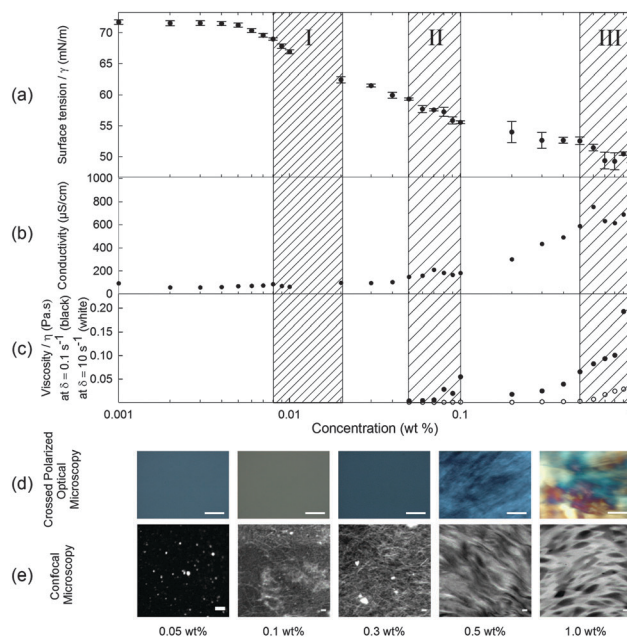 (a)
Surface tension / γ (mN/m)
70
65
60
55
50
I
II
III
(b)
Conductivity (µS/cm)
1000
800
600
400
200
0
(c)
Viscosity / η (Pa.s)
at δ = 0.1 s⁻¹ (black)
at δ = 10 s⁻¹ (white)
0.20
0.15
0.10
0.05
0.001
0.01
0.1
Concentration (wt %)
(d)
Crossed Polarized
Optical
Microscopy
(e)
Confocal
Microscopy
0.05 wt%
0.1 wt%
0.3 wt%
0.5 wt%
1.0 wt%